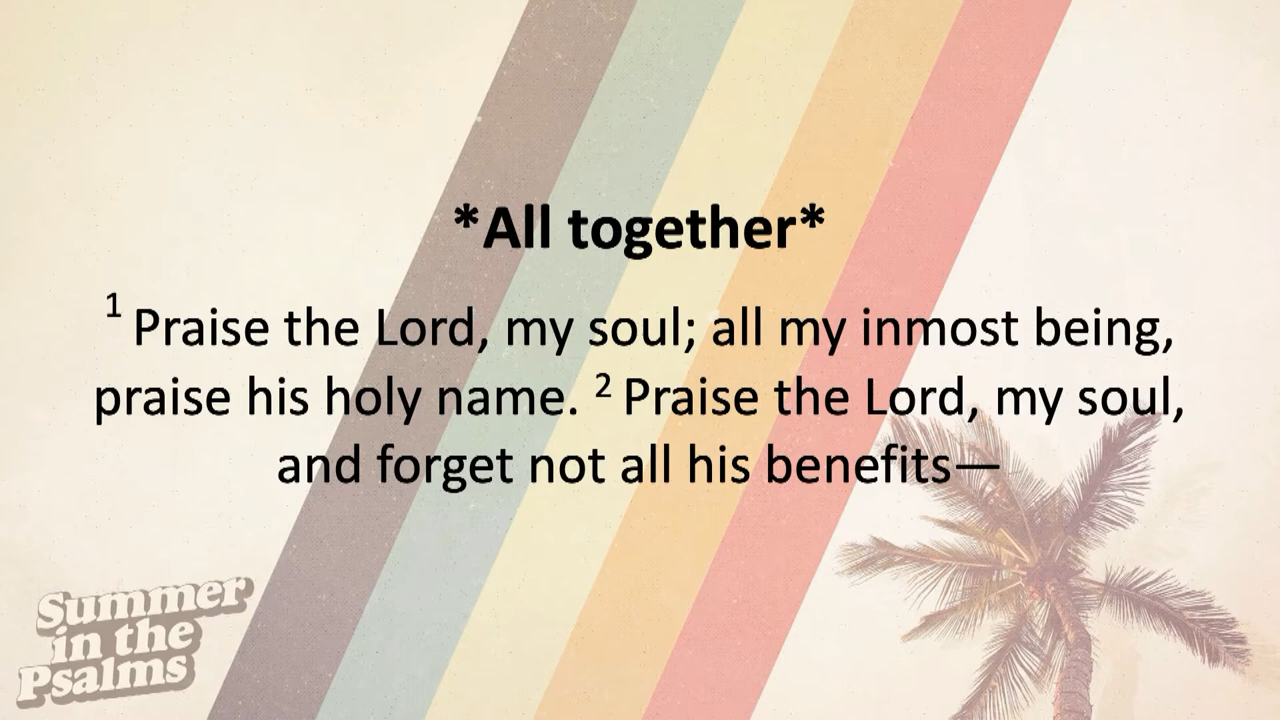 *All together*
1 Praise the Lord, my soul; all my inmost being,
praise his holy name. 2 Praise the Lord, my soul,
and forget not all his benefits—
Summer
in the
Psalms